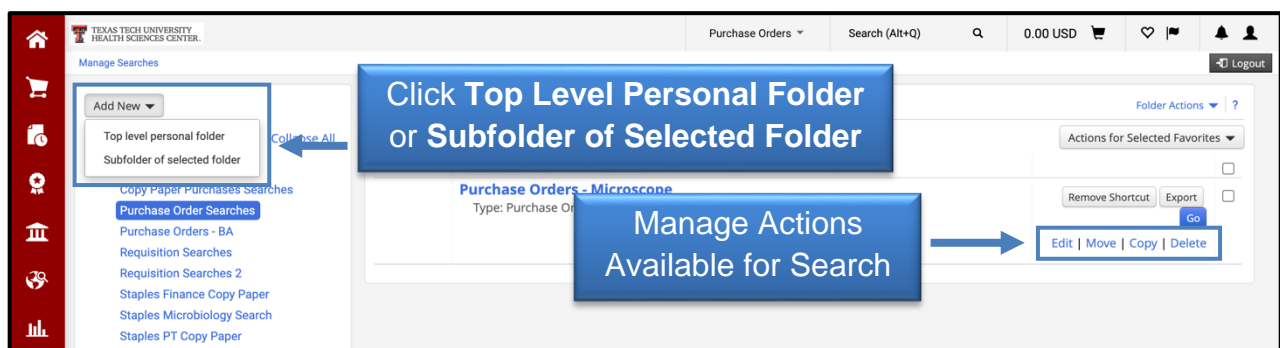 TEXAS TECH UNIVERSITY
HEALTH SCIENCES CENTER.
Purchase Orders
Search (Alt+Q)
0.00 USD
Manage Searches
Logout
Add New
Top level personal folder
Subfolder of selected folder
Collapse All
Click Top Level Personal Folder
or Subfolder of Selected Folder
Folder Actions
?
Actions for Selected Favorites
Copy Paper Purchases Searches
Purchase Order Searches
Purchase Orders - BA
Requisition Searches
Requisition Searches 2
Staples Finance Copy Paper
Staples Microbiology Search
Staples PT Copy Paper
Purchase Orders - Microscope
Type: Purchase
Manage Actions
Available for Search
Remove Shortcut
Export
Go
Edit | Move | Copy | Delete